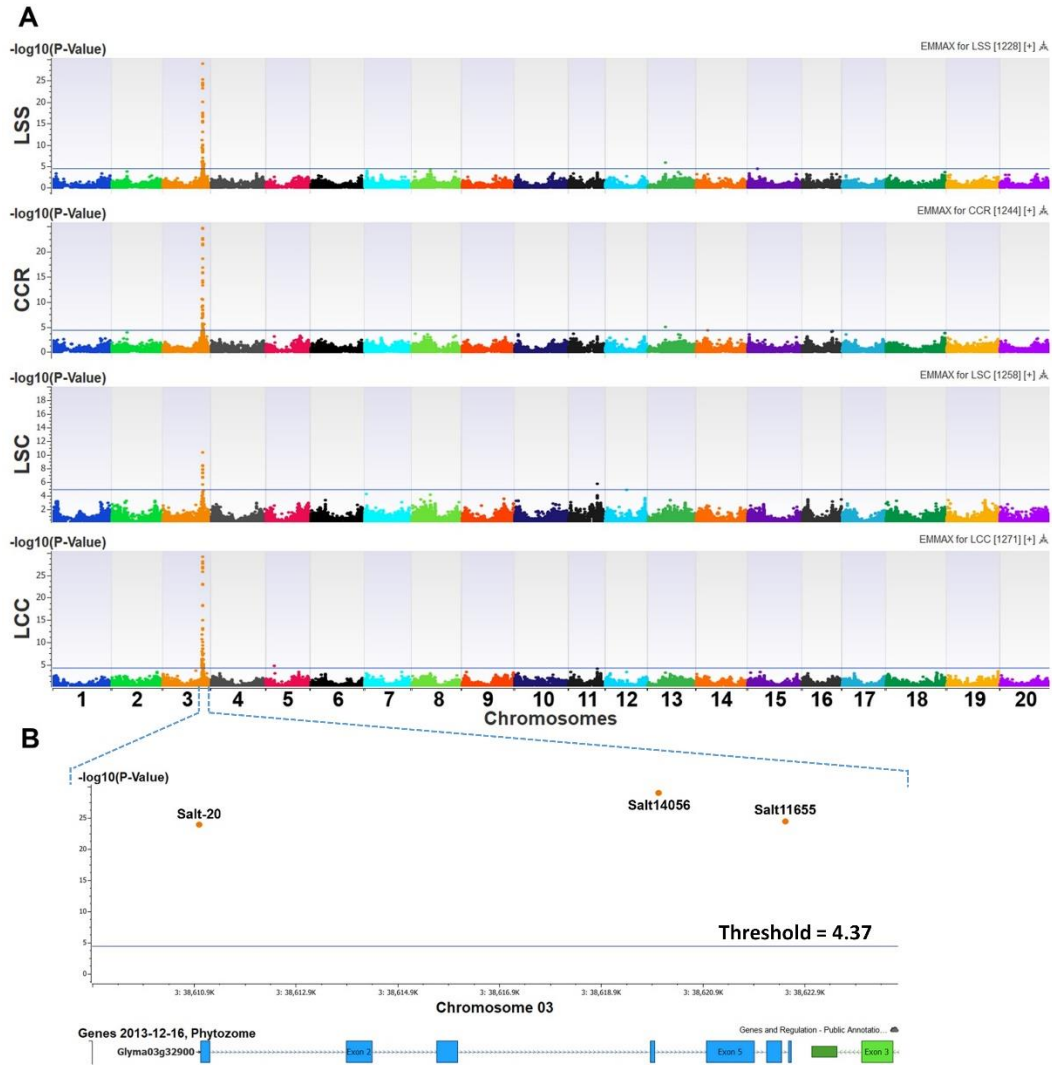 A
-log10(P-Value)
EMMAX for LSS [1228] [+]
LSS
25
20
15
10
5
0
-log10(P-Value)
EMMAX for CCR [1244] [+]
CCR
20
15
10
5
0
-log10(P-Value)
EMMAX for LSC [1258] [+]
LSC
18
16
14
12
10
8
6
4
2
-log10(P-Value)
EMMAX for LCC [1271] [+]
LCC
25
20
15
10
5
1 2 3 4 5 6 7 8 9 10 11 12 13 14 15 16 17 18 19 20
Chromosomes
B
-log10(P-Value)
Salt-20
Salt14056
Salt11655
25
20
15
10
5
0
Threshold = 4.37
3: 38,610.9K 3: 38,612.9K 3: 38,614.9K 3: 38,616.9K 3: 38,618.9K 3: 38,620.9K 3: 38,622.9K
Chromosome 03
Genes 2013-12-16, Phytozome
Genes and Regulation - Public Annotatio...
Glyma03g32900
Exon 2
Exon 5
Exon 3